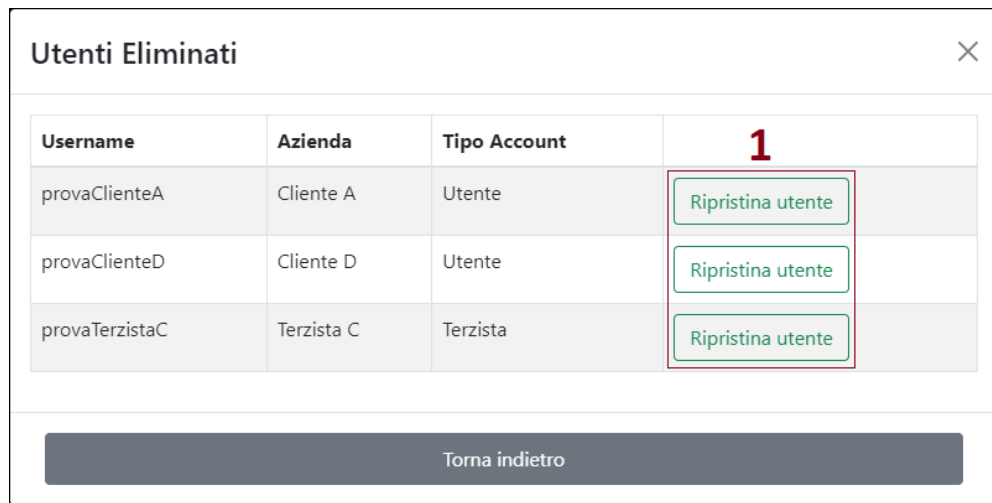 Utenti Eliminati
Username Azienda Tipo Account 1
provaClienteA Cliente A Utente Ripristina utente
provaClienteD Cliente D Utente Ripristina utente
provaTerzistaC Terzista C Terzista Ripristina utente
Torna indietro